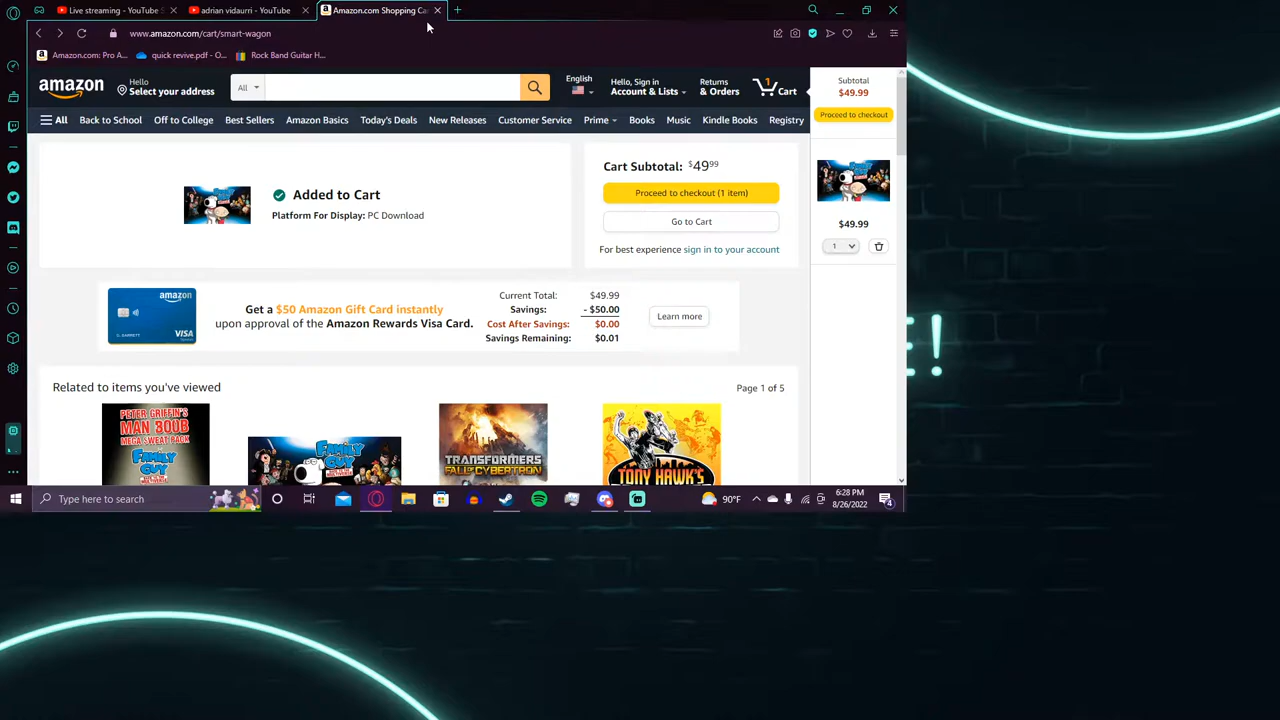 Live streaming - YouTube S
adrian vidaurri - YouTube
Amazon.com Shopping Ca
www.amazon.com/cart/smart-wagon
Amazon.com: Pro A...
quick revive.pdf - O...
Rock Band Guitar H...
amazon
Hello
Select your address
All
English
Hello, Sign in
Account & Lists
Returns
& Orders
1
Cart
Subtotal
$49.99
Proceed to checkout
All
Back to School
Off to College
Best Sellers
Amazon Basics
Today's Deals
New Releases
Customer Service
Prime
Books
Music
Kindle Books
Registry
Added to Cart
Platform For Display: PC Download
Cart Subtotal: $4999
Proceed to checkout (1 item)
Go to Cart
For best experience sign in to your account
FAMILY GUY
$49.99
1
amazon
VISA
Get a $50 Amazon Gift Card instantly
upon approval of the Amazon Rewards Visa Card.
Current Total: $49.99
Savings: - $50.00
Cost After Savings: $0.00
Savings Remaining: $0.01
Learn more
E!
Related to items you've viewed
Page 1 of 5
PETER GRIFFIN'S
MAN BOOB
MEGA SWEAT PACK
FAMILY GUY
FAMILY GUY
TRANSFORMERS
FALL OF CYBERTRON
TONY HAWK'S
Type here to search
90°F
6:28 PM
8/26/2022
4